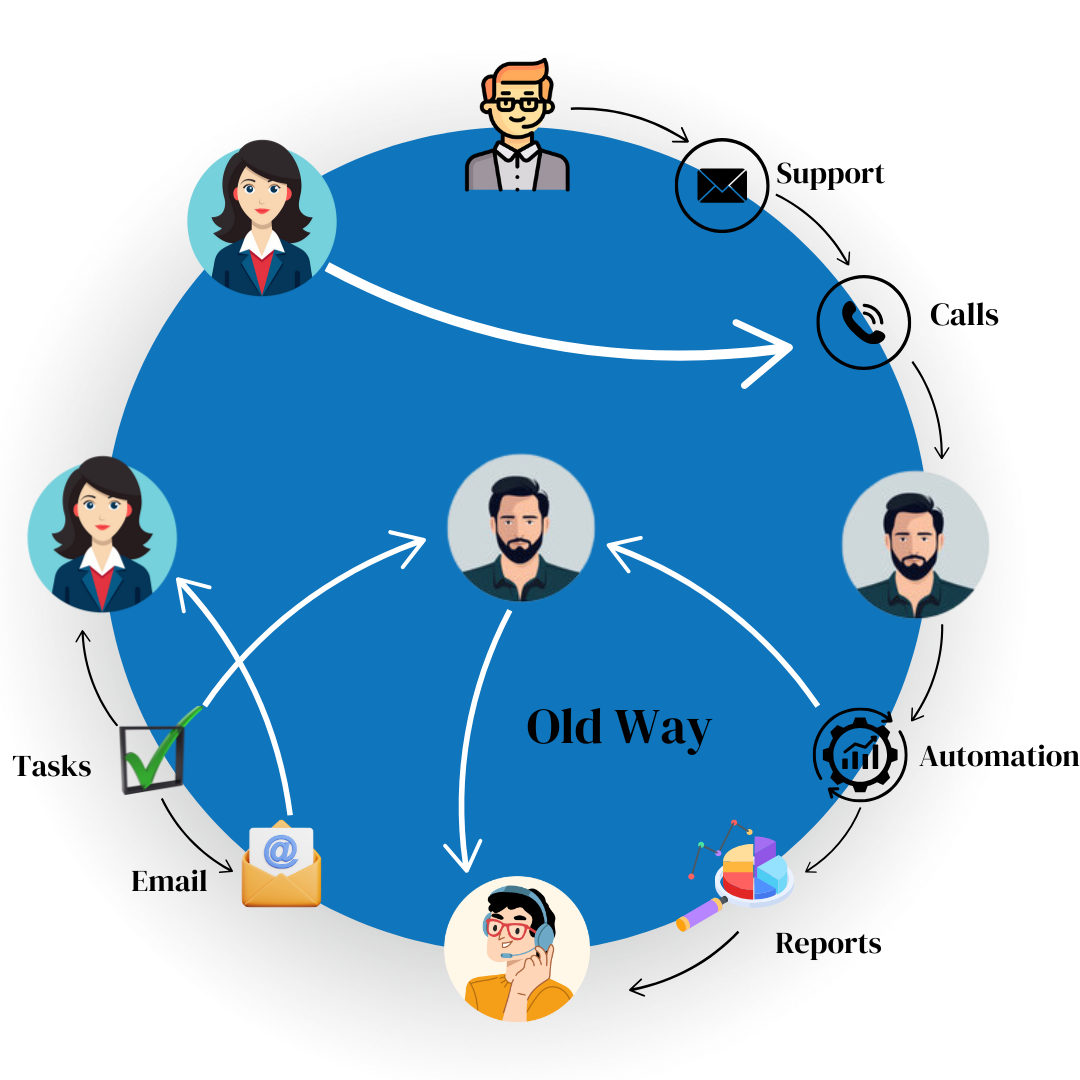 Support
Calls
Old Way
Automation
Tasks
Email
@
Reports